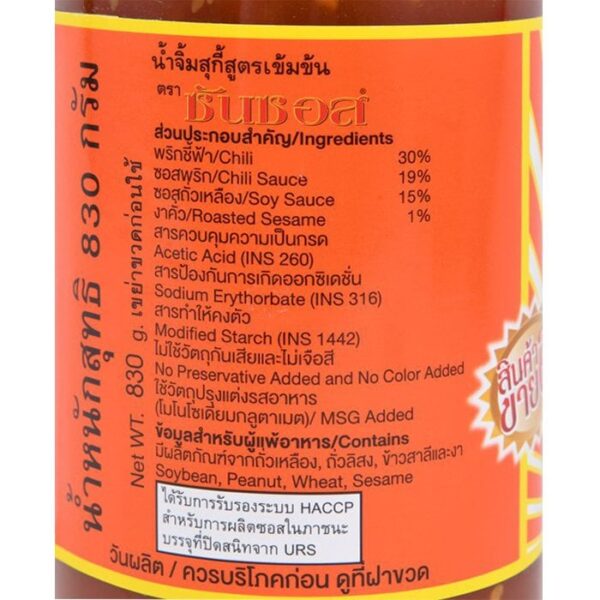 น้ำจิ้มสุกี้สูตรเข้มข้น
ตรา ซันซอส
ส่วนประกอบสำคัญ/Ingredients
พริกชี้ฟ้า/Chili 30%
ซอสพริก/Chili Sauce 19%
ซอสถั่วเหลือง/Soy Sauce 15%
งาคั่ว/Roasted Sesame 1%
สารควบคุมความเป็นกรด
Acetic Acid (INS 260)
สารป้องกันการเกิดออกซิเดชั่น
Sodium Erythorbate (INS 316)
สารทำให้คงตัว
Modified Starch (INS 1442)
ไม่ใช้วัตถุกันเสียและไม่เจือสี
No Preservative Added and No Color Added
ใช้วัตถุปรุงแต่งรสอาหาร
(โมโนโซเดียมกลูตาเมต)/ MSG Added
ข้อมูลสำหรับผู้แพ้อาหาร/Contains
มีผลิตภัณฑ์จากถั่วเหลือง, ถั่วลิสง, ข้าวสาลีและงา
Soybean, Peanut, Wheat, Sesame
ได้รับการรับรองระบบ HACCP
สำหรับการผลิตซอสในภาชนะ
บรรจุที่ปิดสนิทจาก URS
วันผลิต / ควรบริโภคก่อน ดูที่ฝาขวด
น้ำหนักสุทธิ 830 กรัม
Net WT. 830 g. เขย่าขวดก่อนใช้
สินค้า